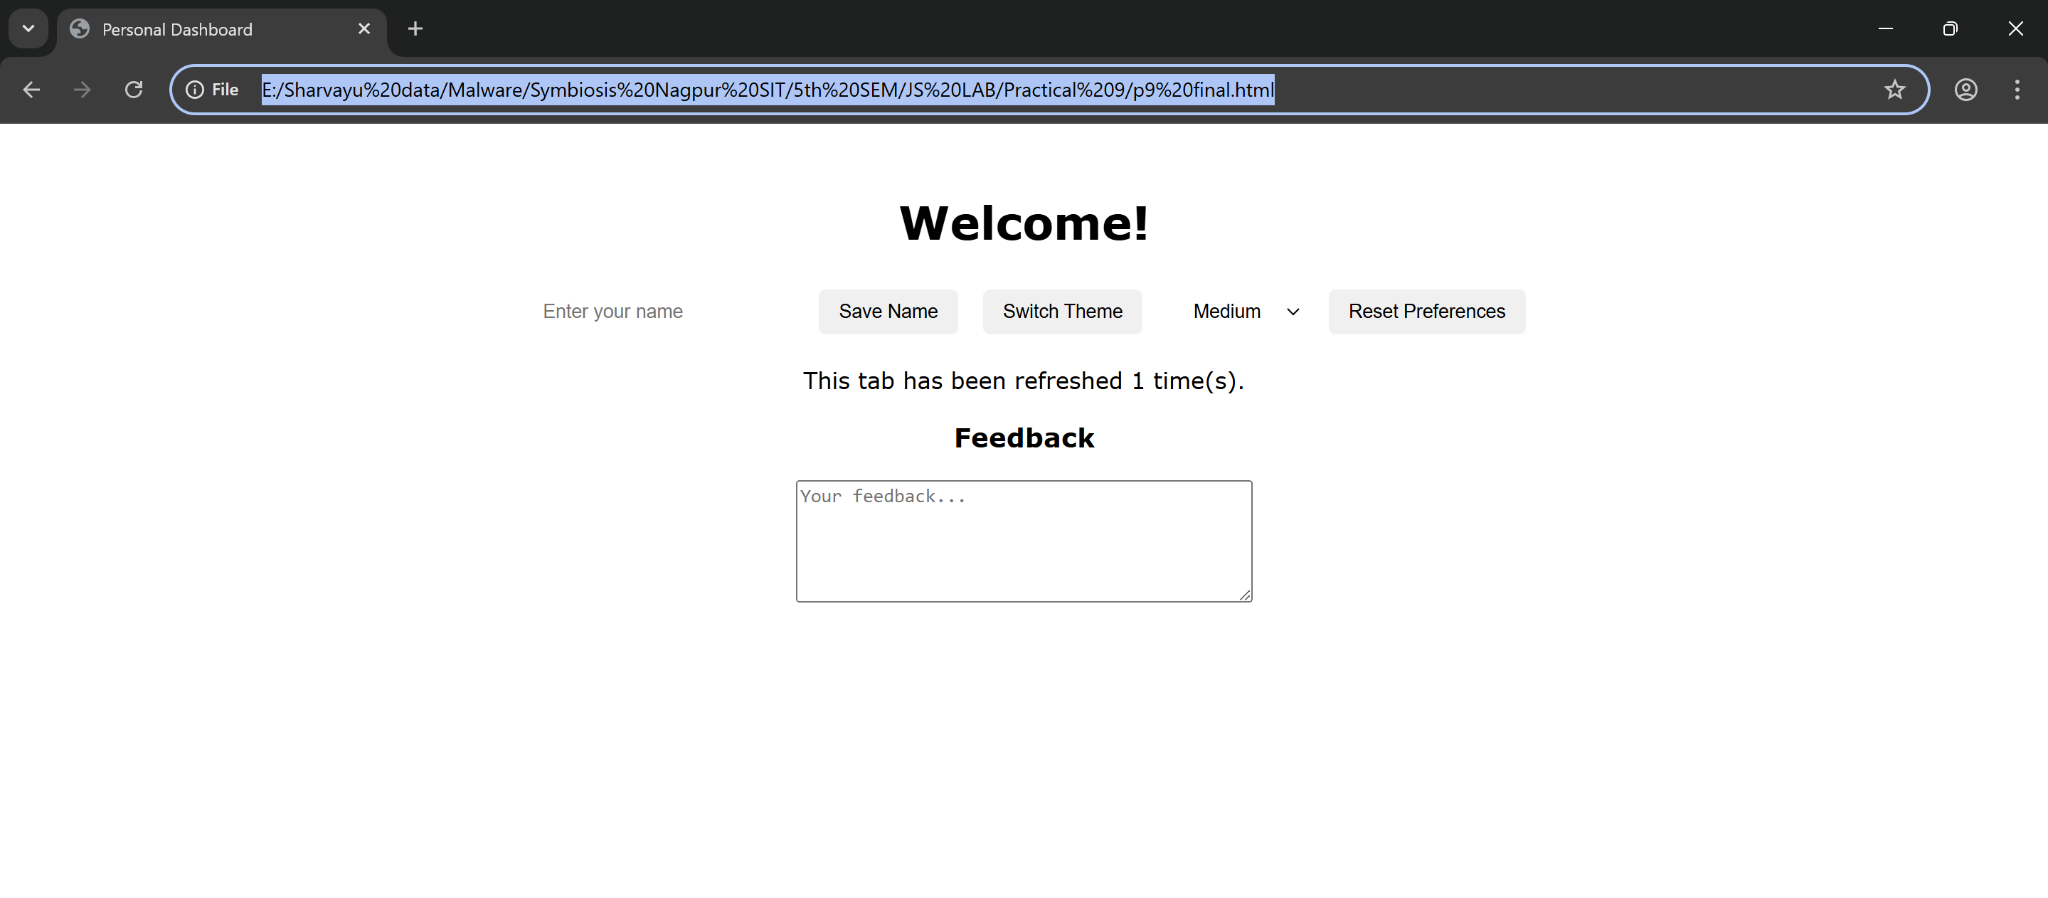 Personal Dashboard
File E:/Sharvayu%20data/Malware/Symbiosis%20Nagpur%20SIT/5th%20SEM/JS%20LAB/Practical%209/p9%20final.html
Welcome!
Enter your name Save Name Switch Theme Medium Reset Preferences
This tab has been refreshed 1 time(s).
Feedback
Your feedback...